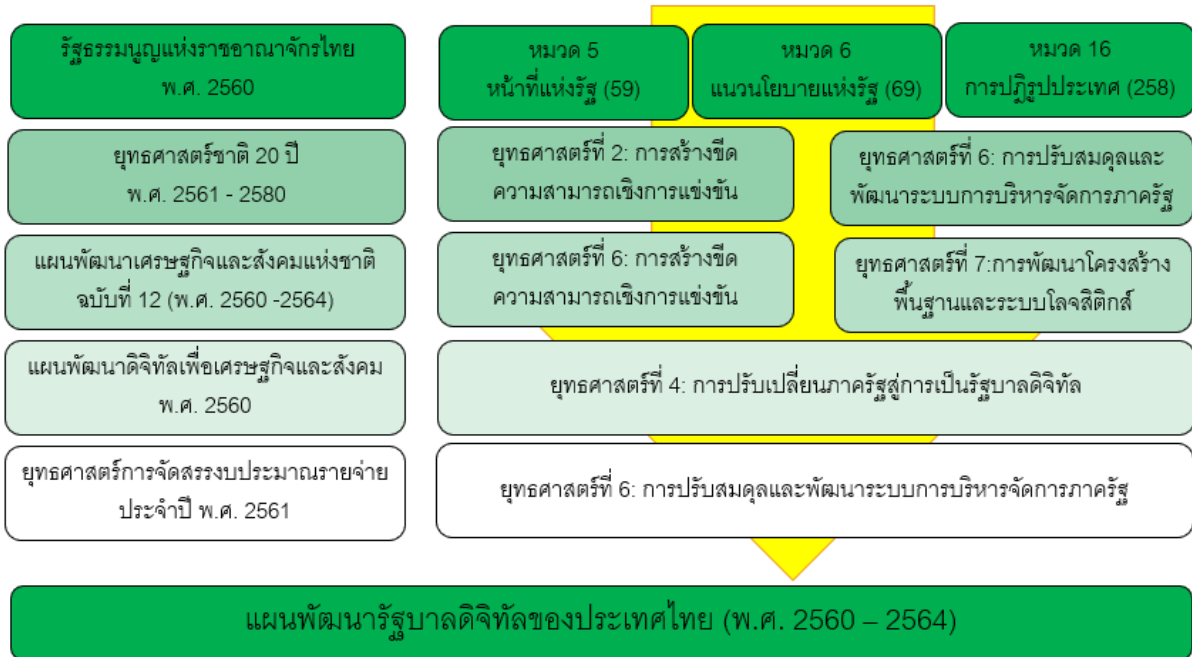 รัฐธรรมนูญแห่งราชอาณาจักรไทย
พ.ศ. 2560
หมวด 5
หน้าที่แห่งรัฐ (59)
หมวด 6
แนวนโยบายแห่งรัฐ (69)
หมวด 16
การปฏิรูปประเทศ (258)
ยุทธศาสตร์ชาติ 20 ปี
พ.ศ. 2561 - 2580
ยุทธศาสตร์ที่ 2: การสร้างขีด
ความสามารถเชิงการแข่งขัน
ยุทธศาสตร์ที่ 6: การปรับสมดุลและ
พัฒนาระบบการบริหารจัดการภาครัฐ
แผนพัฒนาเศรษฐกิจและสังคมแห่งชาติ
ฉบับที่ 12 (พ.ศ. 2560 -2564)
ยุทธศาสตร์ที่ 6: การสร้างขีด
ความสามารถเชิงการแข่งขัน
ยุทธศาสตร์ที่ 7:การพัฒนาโครงสร้าง
พื้นฐานและระบบโลจสิติกส์
แผนพัฒนาดิจิทัลเพื่อเศรษฐกิจและสังคม
พ.ศ. 2560
ยุทธศาสตร์ที่ 4: การปรับเปลี่ยนภาครัฐสู่การเป็นรัฐบาลดิจิทัล
ยุทธศาสตร์การจัดสรรงบประมาณรายจ่าย
ประจำปี พ.ศ. 2561
ยุทธศาสตร์ที่ 6: การปรับสมดุลและพัฒนาระบบการบริหารจัดการภาครัฐ
แผนพัฒนารัฐบาลดิจิทัลของประเทศไทย (พ.ศ. 2560 – 2564)